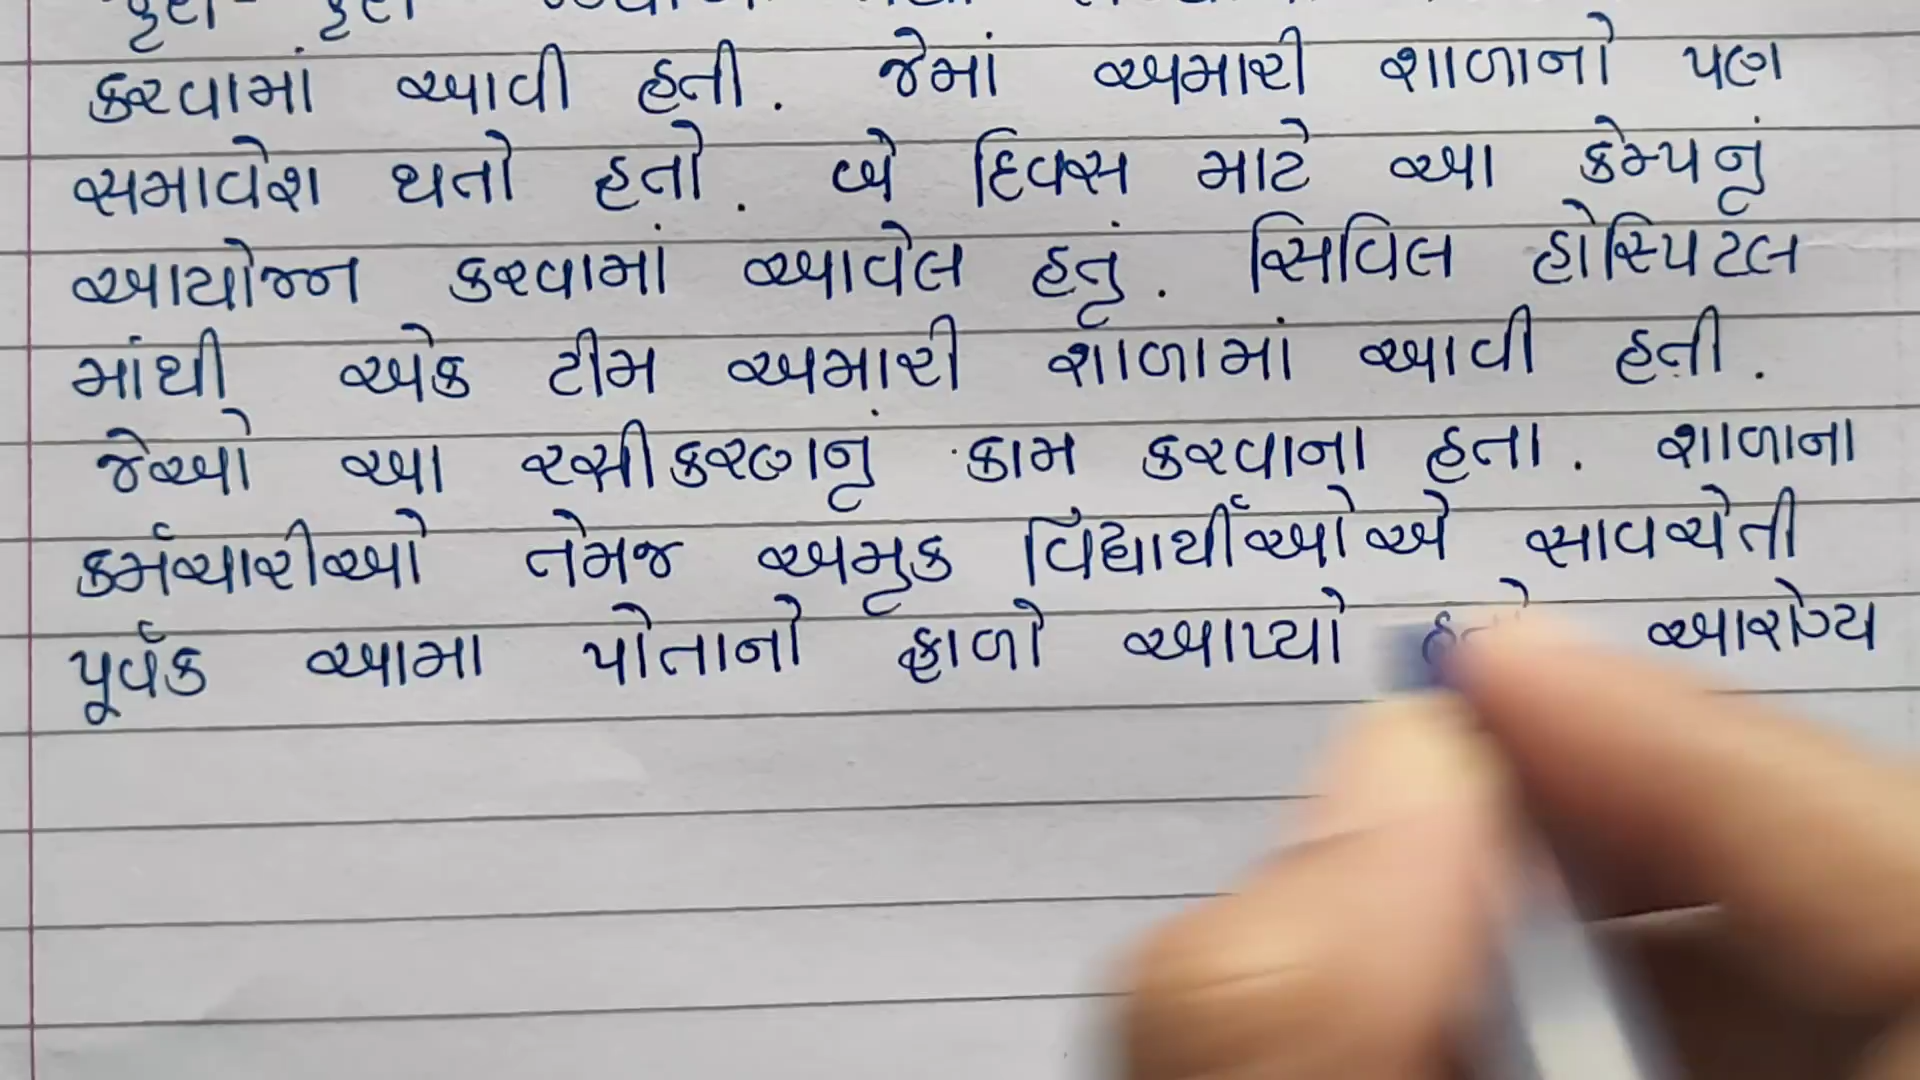 કરવામાં આવી હતી. જેમાં અમારી શાળાનો પણ
સમાવેશ થતો હતો. બે દિવસ માટે આ કેમ્પનું
આયોજન કરવામાં આવેલ હતું. સિવિલ હોસ્પિટલ
માંથી એક ટીમ અમારી શાળામાં આવી હતી.
જેઓ આ રસીકરણનું કામ કરવાના હતા. શાળાના
કર્મચારીઓ તેમજ અમુક વિદ્યાર્થીઓએ સાવચેતી
પૂર્વક આમા પોતાનો ફાળો આપ્યો હતો આરોગ્ય